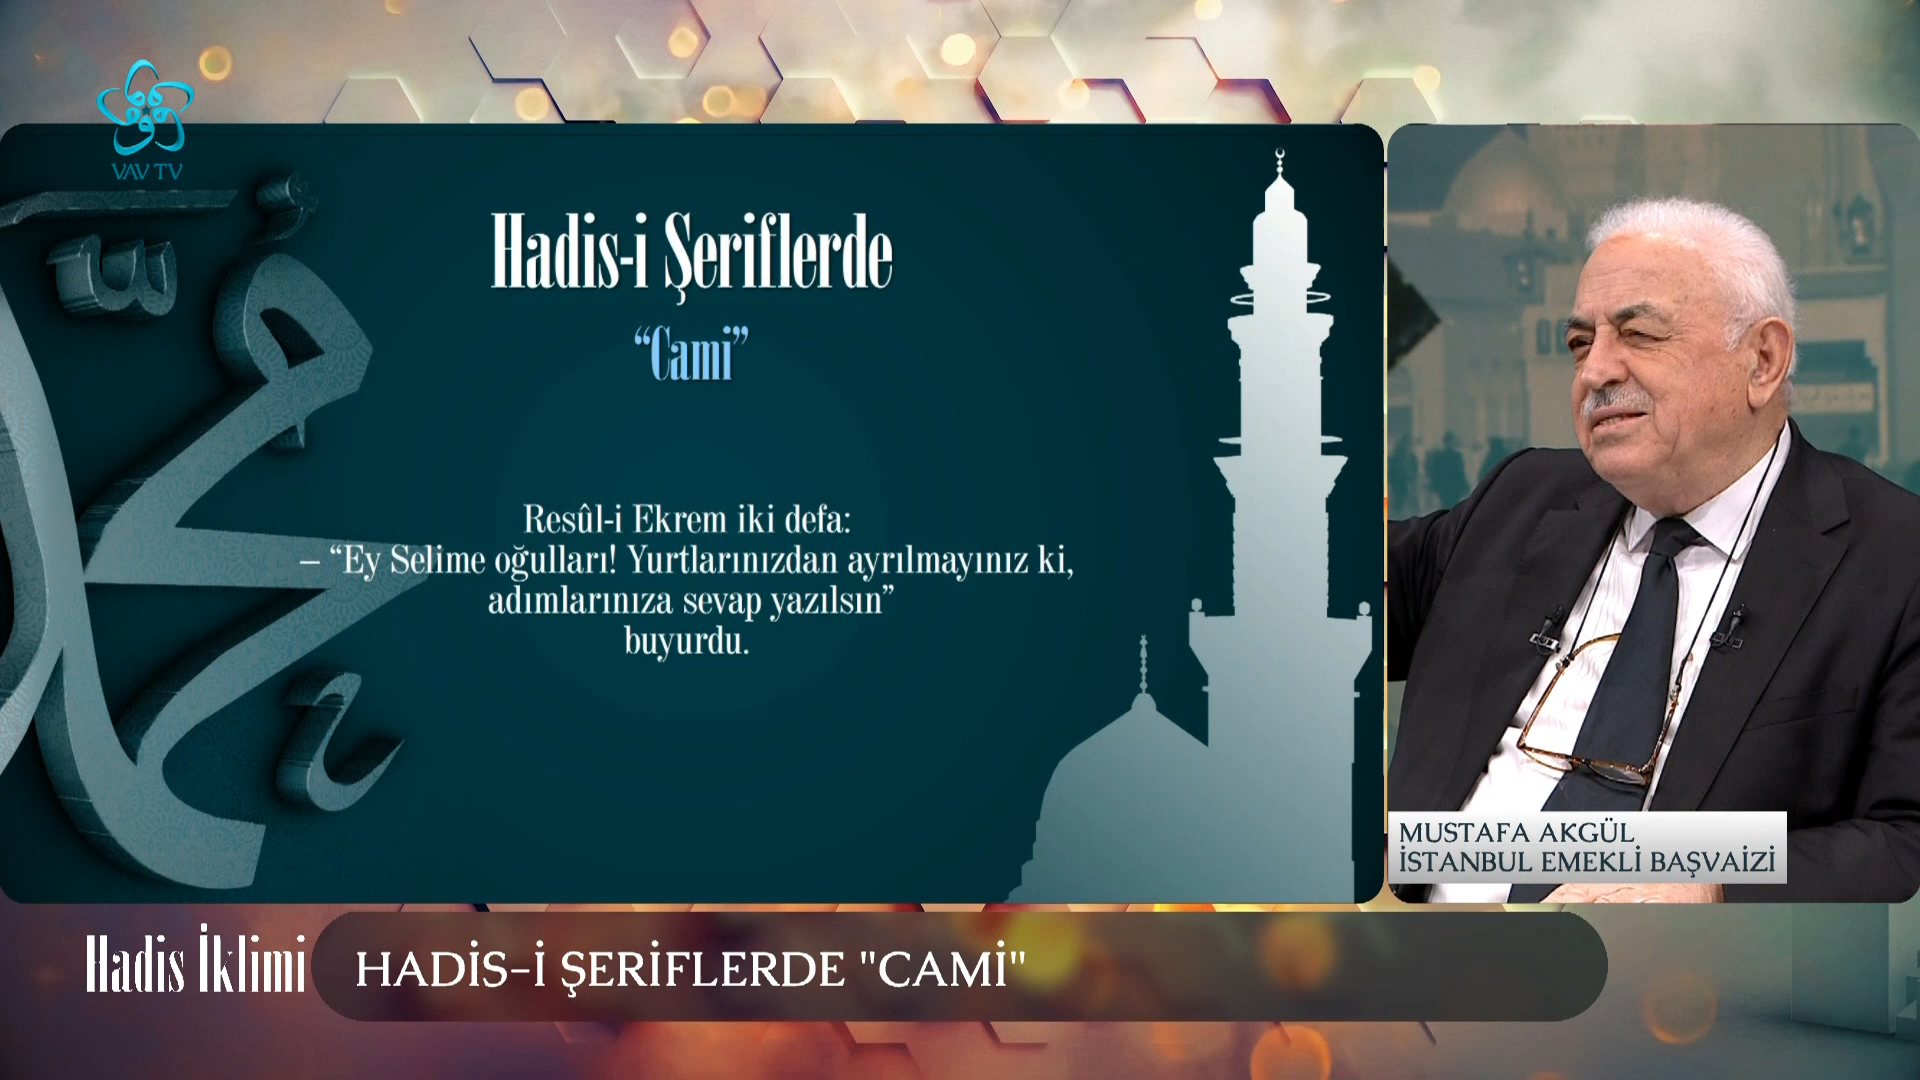 VAV TV
Hadis-i Şeriflerde
“Cami”
Resûl-i Ekrem iki defa:
– “Ey Selime oğulları! Yurtlarınızdan ayrılmayınız ki,
adımlarınıza sevap yazılsın”
buyurdu.
MUSTAFA AKGÜL
İSTANBUL EMEKLİ BAŞVAİZİ
Hadis İklimi
HADİS-İ ŞERİFLERDE "CAMİ"